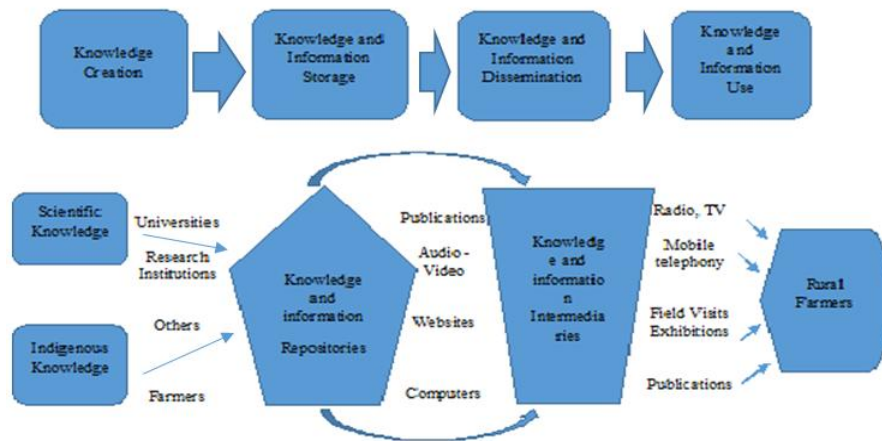 Knowledge
Creation
Knowledge and
Information
Storage
Knowledge and
Information
Dissemination
Knowledge
and
Information
Use
Scientific
Knowledge
Universities
Research
Institutions
Others
Indigenous
Knowledge
Farmers
Knowledge
and
information
Repositories
Publications
Audio -
Video
Websites
Computers
Knowledg
e and
informatio
n
Intermedia
ries
Radio, TV
Mobile
telephony
Field Visits
Exhibitions
Publications
Rural
Farmers